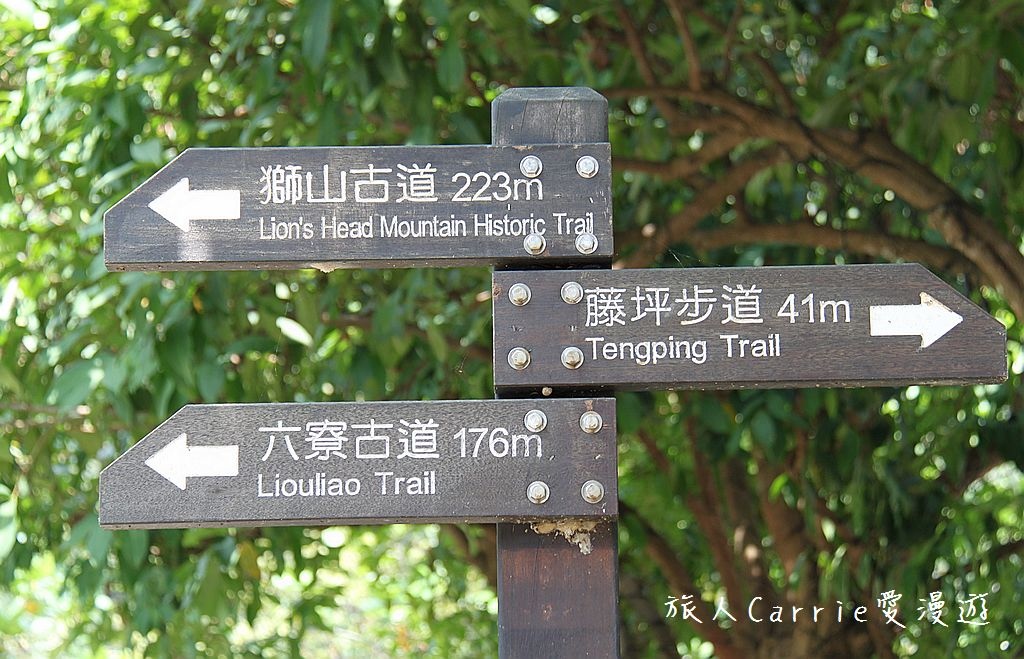 獅山古道 223m
Lion's Head Mountain Historic Trail
藤坪步道 41m
Tengping Trail
六寮古道 176m
Liouliao Trail
旅人Carrie愛漫遊